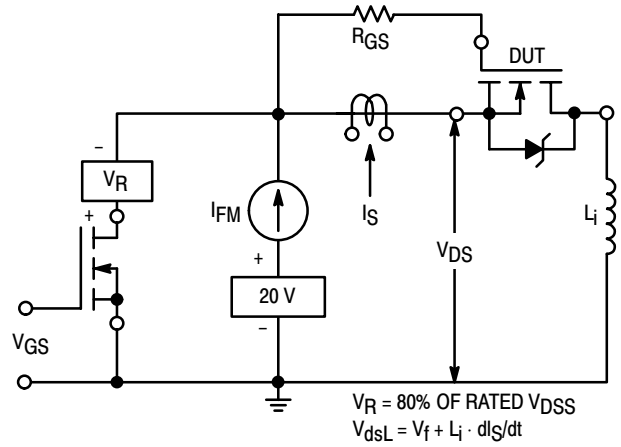 RGS
DUT
−
VR
+
IFM
IS
Li
VDS
+
20 V
−
VGS
VR = 80% OF RATED VDSS
VdsL = Vf + Li · dIS/dt